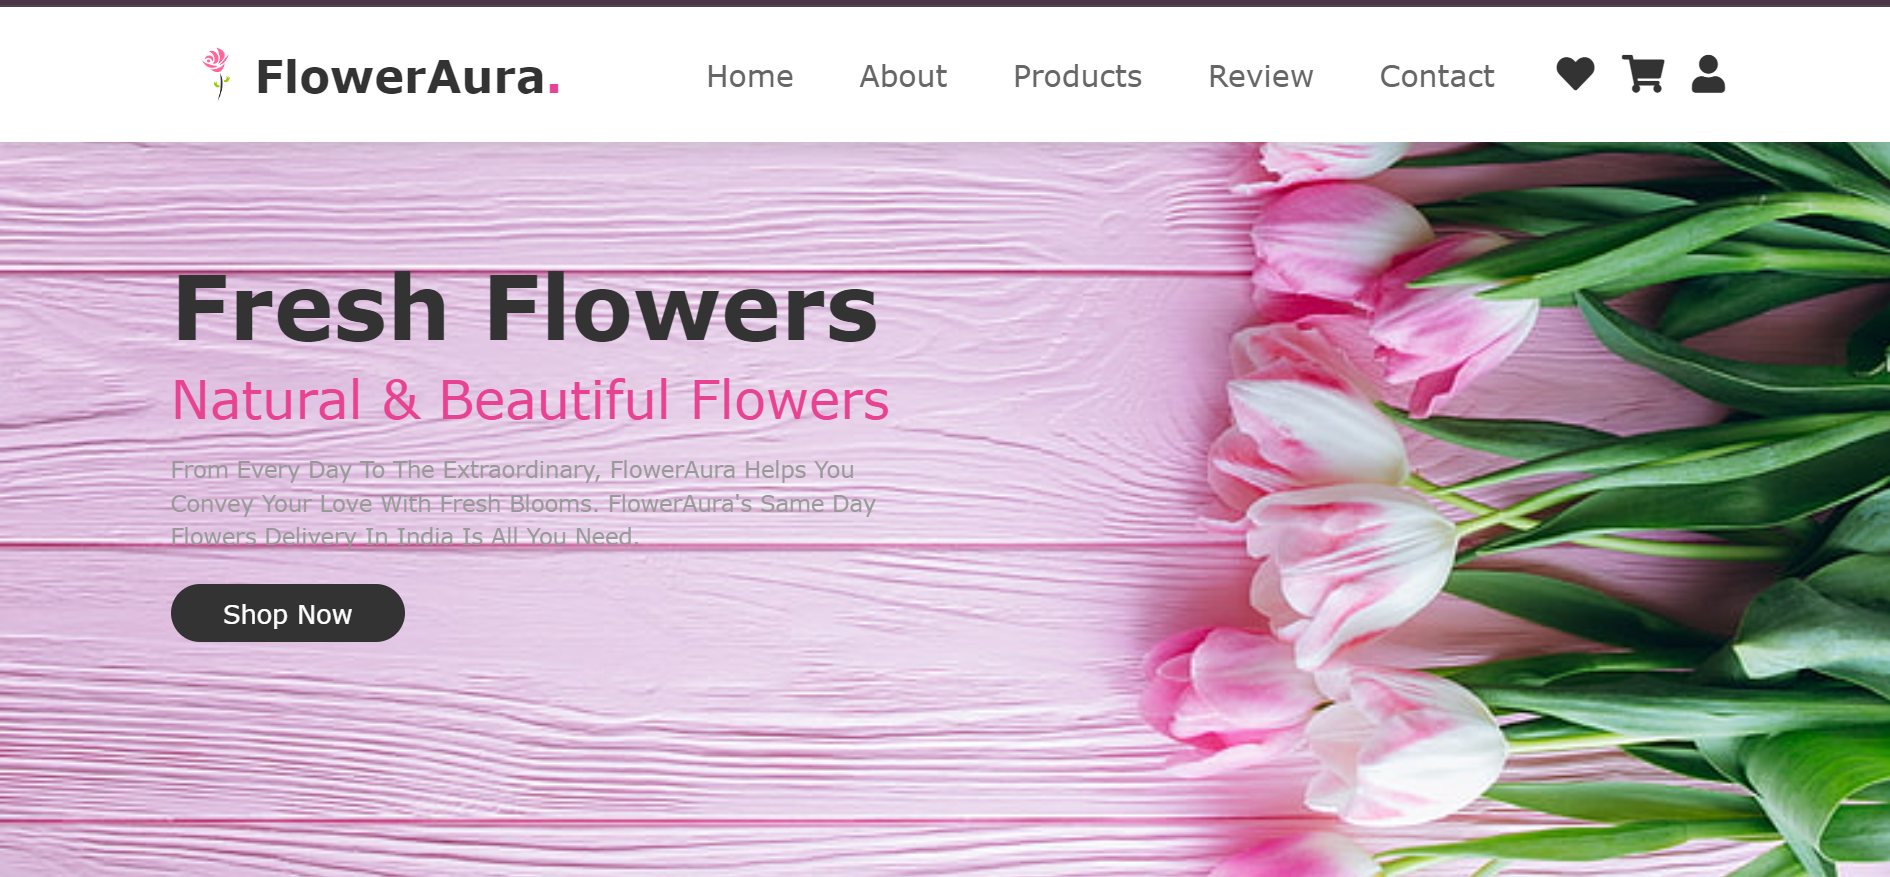 FlowerAura.
Home
About
Products
Review
Contact
Fresh Flowers
Natural & Beautiful Flowers
From Every Day To The Extraordinary, FlowerAura Helps You
Convey Your Love With Fresh Blooms. FlowerAura's Same Day
Flowers Delivery In India Is All You Need.
Shop Now